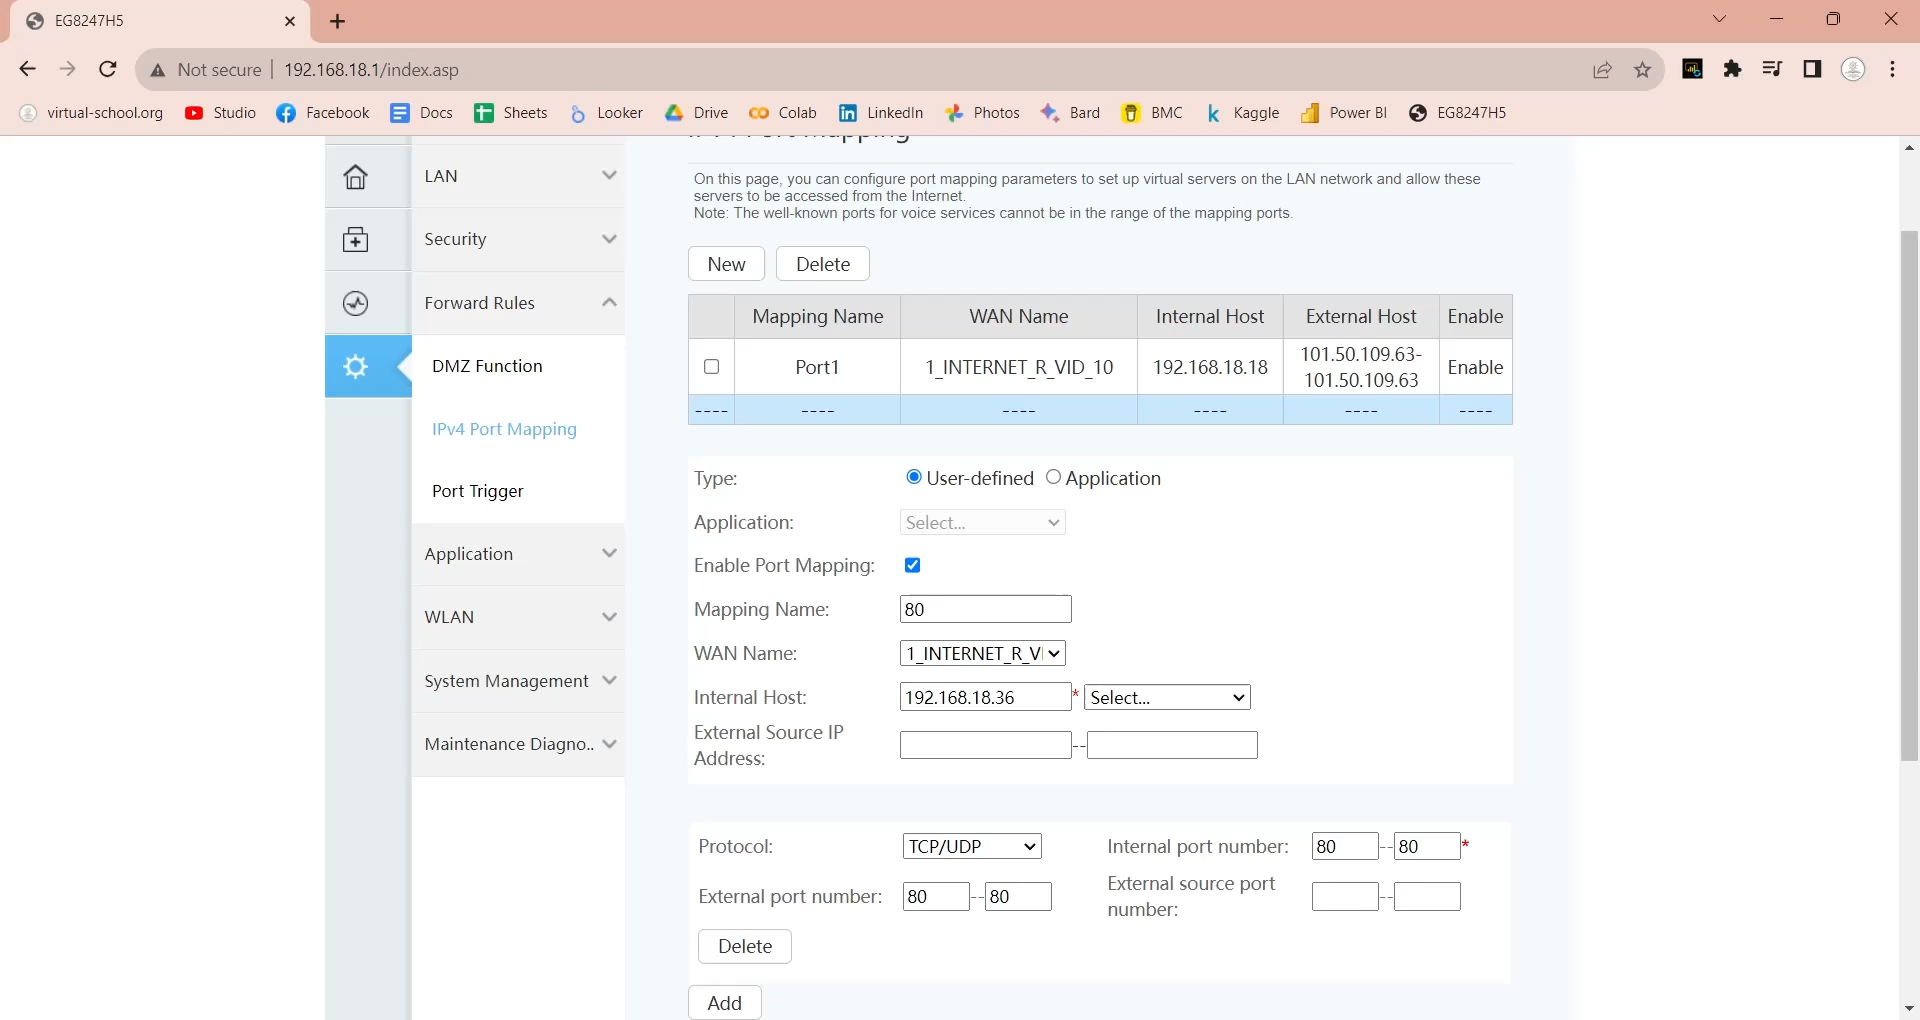 EG8247H5
Not secure
192.168.18.1/index.asp
virtual-school.org
Studio
Facebook
Docs
Sheets
Looker
Drive
Colab
LinkedIn
Photos
Bard
BMC
Kaggle
Power BI
EG8247H5
LAN
Security
Forward Rules
DMZ Function
IPv4 Port Mapping
Port Trigger
Application
WLAN
System Management
Maintenance Diagno..
On this page, you can configure port mapping parameters to set up virtual servers on the LAN network and allow these
servers to be accessed from the Internet.
Note: The well-known ports for voice services cannot be in the range of the mapping ports.
New
Delete
Mapping Name
WAN Name
Internal Host
External Host
Enable
Port1
1_INTERNET_R_VID_10
192.168.18.18
101.50.109.63-
101.50.109.63
Enable
----
----
----
----
----
----
Type:
User-defined
Application
Application:
Select...
Enable Port Mapping:
Mapping Name:
80
WAN Name:
1_INTERNET_R_VI
Internal Host:
192.168.18.36
*
Select...
External Source IP
Address:
--
Protocol:
TCP/UDP
Internal port number:
80
--
80
*
External port number:
80
--
80
External source port
number:
--
Delete
Add